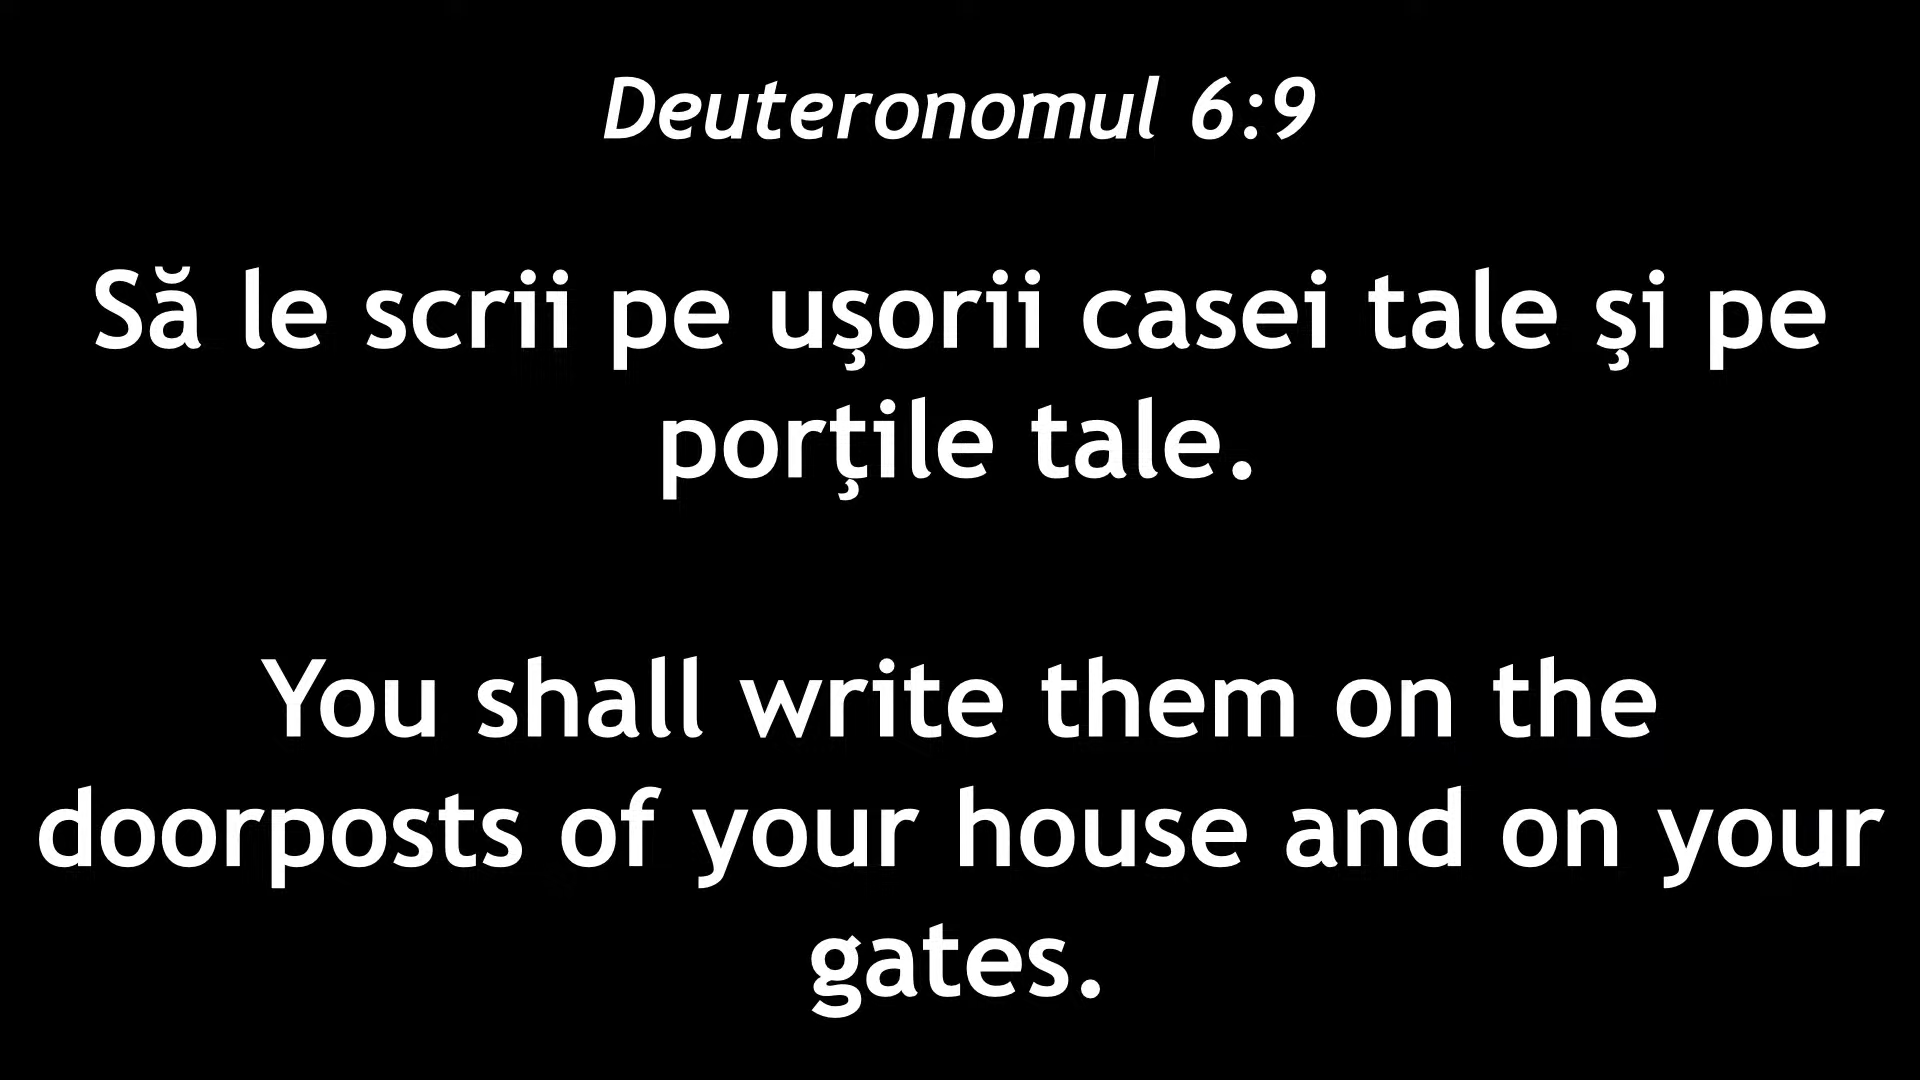 Deuteronomul 6:9
Să le scrii pe uşorii casei tale şi pe
porţile tale.
You shall write them on the
doorposts of your house and on your
gates.